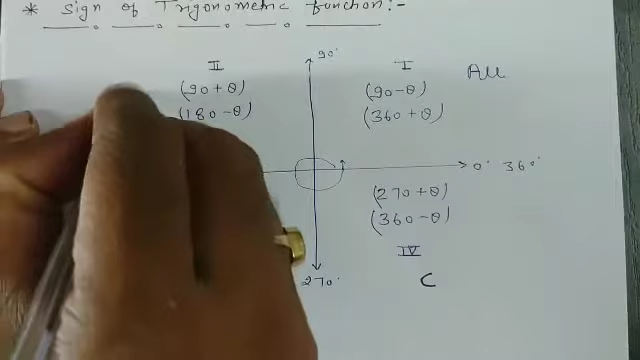 * Sign of Trigonometric function:-
90°
II
I
(90 + θ)
(90 - θ)
All
(180 - θ)
(360 + θ)
0° 360°
(270 + θ)
(360 - θ)
IV
270°
C